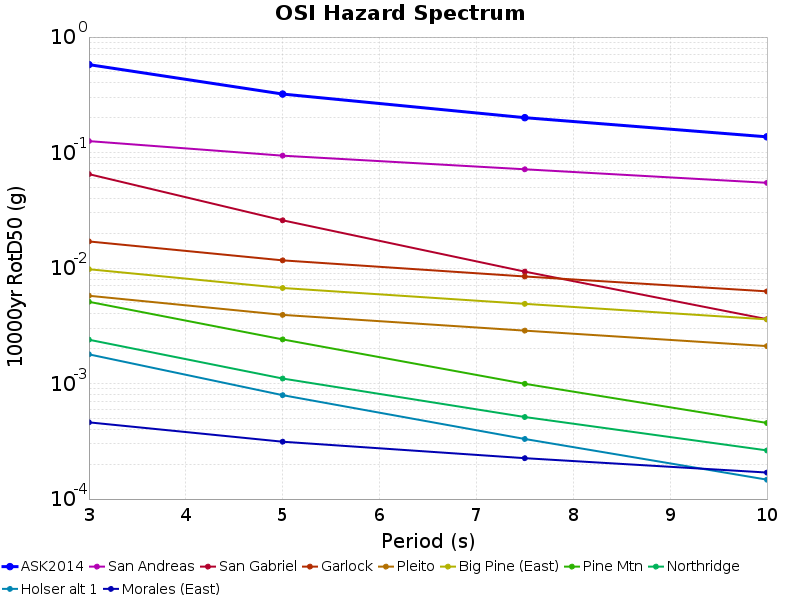 OSI Hazard Spectrum
10000yr RotD50 (g)
10^0
10^-1
10^-2
10^-3
10^-4
3 4 5 6 7 8 9 10
Period (s)
ASK2014 San Andreas San Gabriel Garlock Pleito Big Pine (East) Pine Mtn Northridge
Holser alt 1 Morales (East)